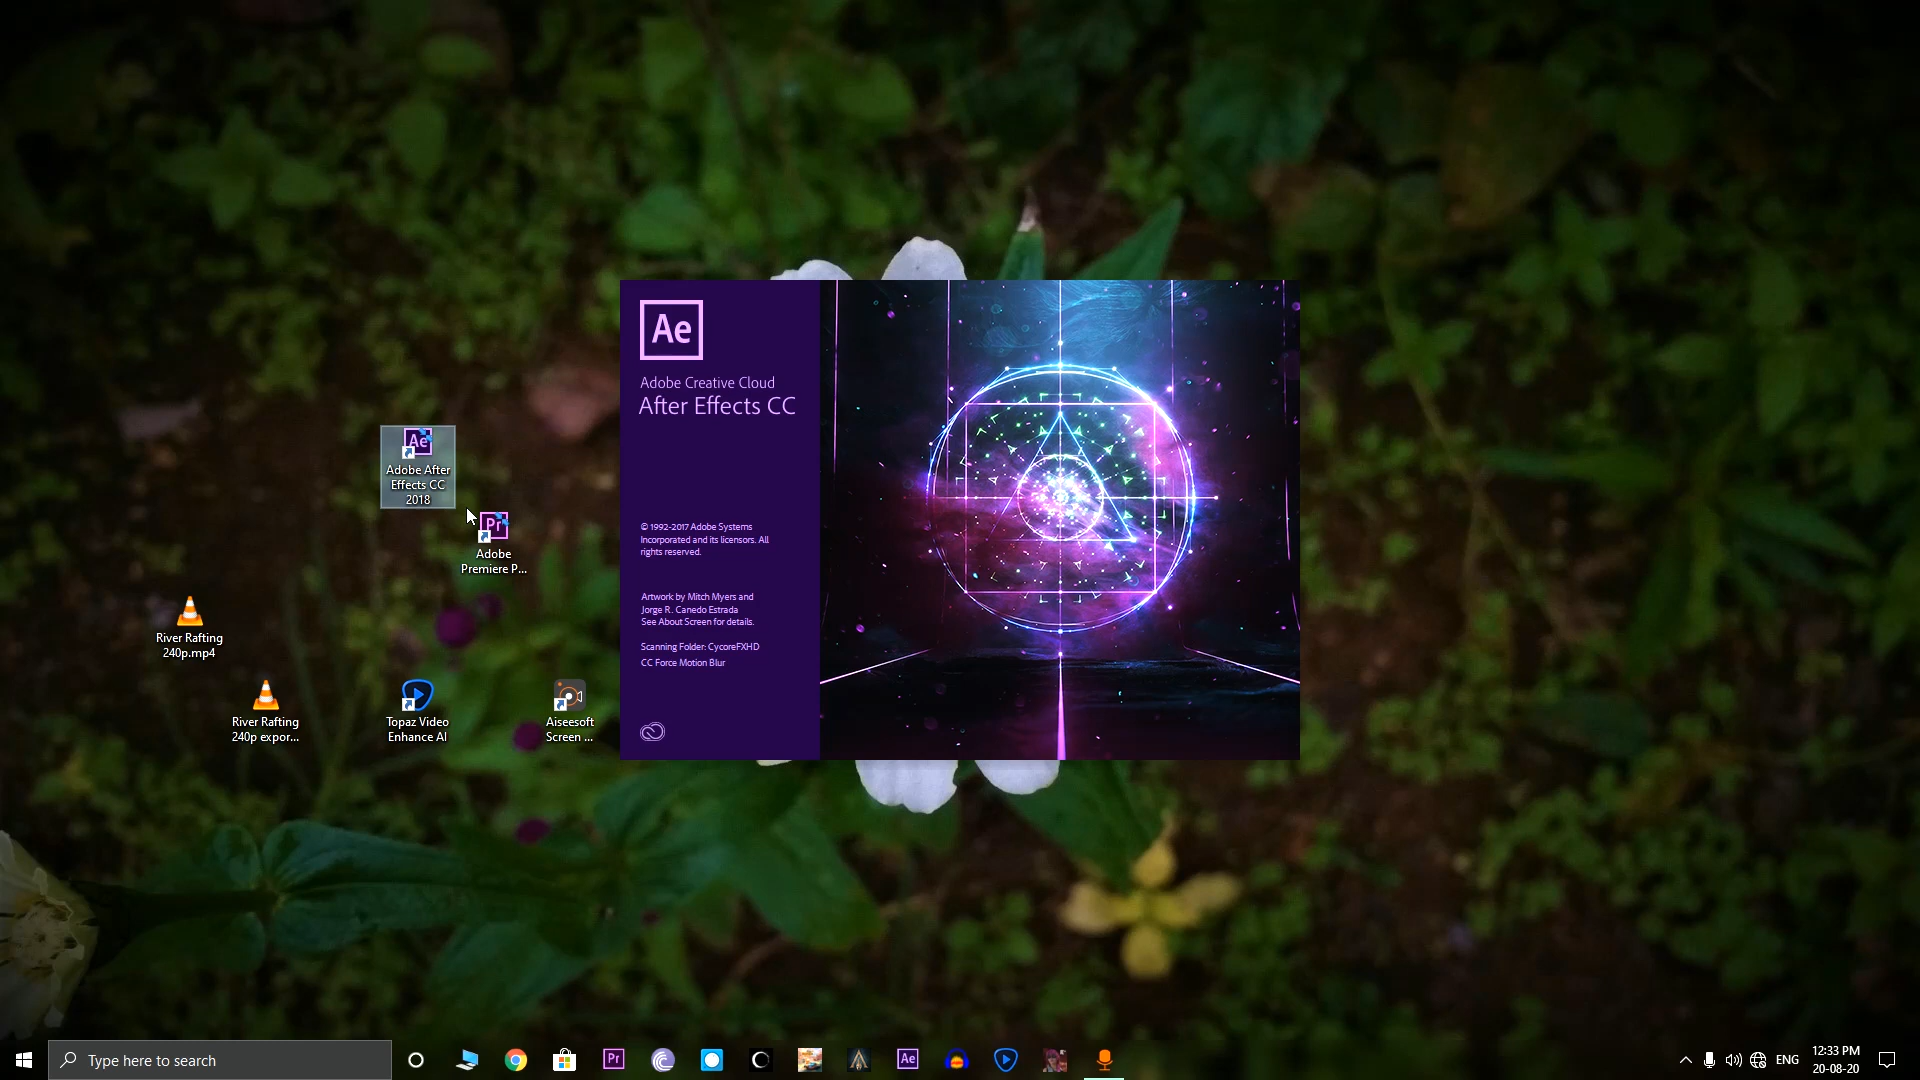 Ae
Adobe Creative Cloud
After Effects CC
© 1992-2017 Adobe Systems
Incorporated and its licensors. All
rights reserved.
Artwork by Mitch Myers and
Jorge R. Canedo Estrada
See About Screen for details.
Scanning Folder: CycoreFXHD
CC Force Motion Blur
Ae
Adobe After
Effects CC
2018
Pr
Adobe
Premiere P...
River Rafting
240p.mp4
River Rafting
240p expor...
Topaz Video
Enhance AI
Aiseesoft
Screen ...
Type here to search
Pr
Ae
ENG
12:33 PM
20-08-20